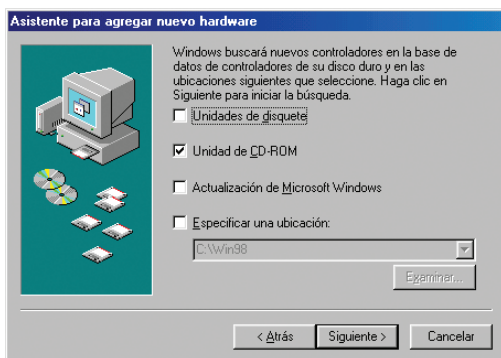 Asistente para agregar nuevo hardware
Windows buscará nuevos controladores en la base de
datos de controladores de su disco duro y en las
ubicaciones siguientes que seleccione. Haga clic en
Siguiente para iniciar la búsqueda.
Unidades de disquete
Unidad de CD-ROM
Actualización de Microsoft Windows
Especificar una ubicación:
C:\Win98
Examinar...
< Atrás Siguiente > Cancelar